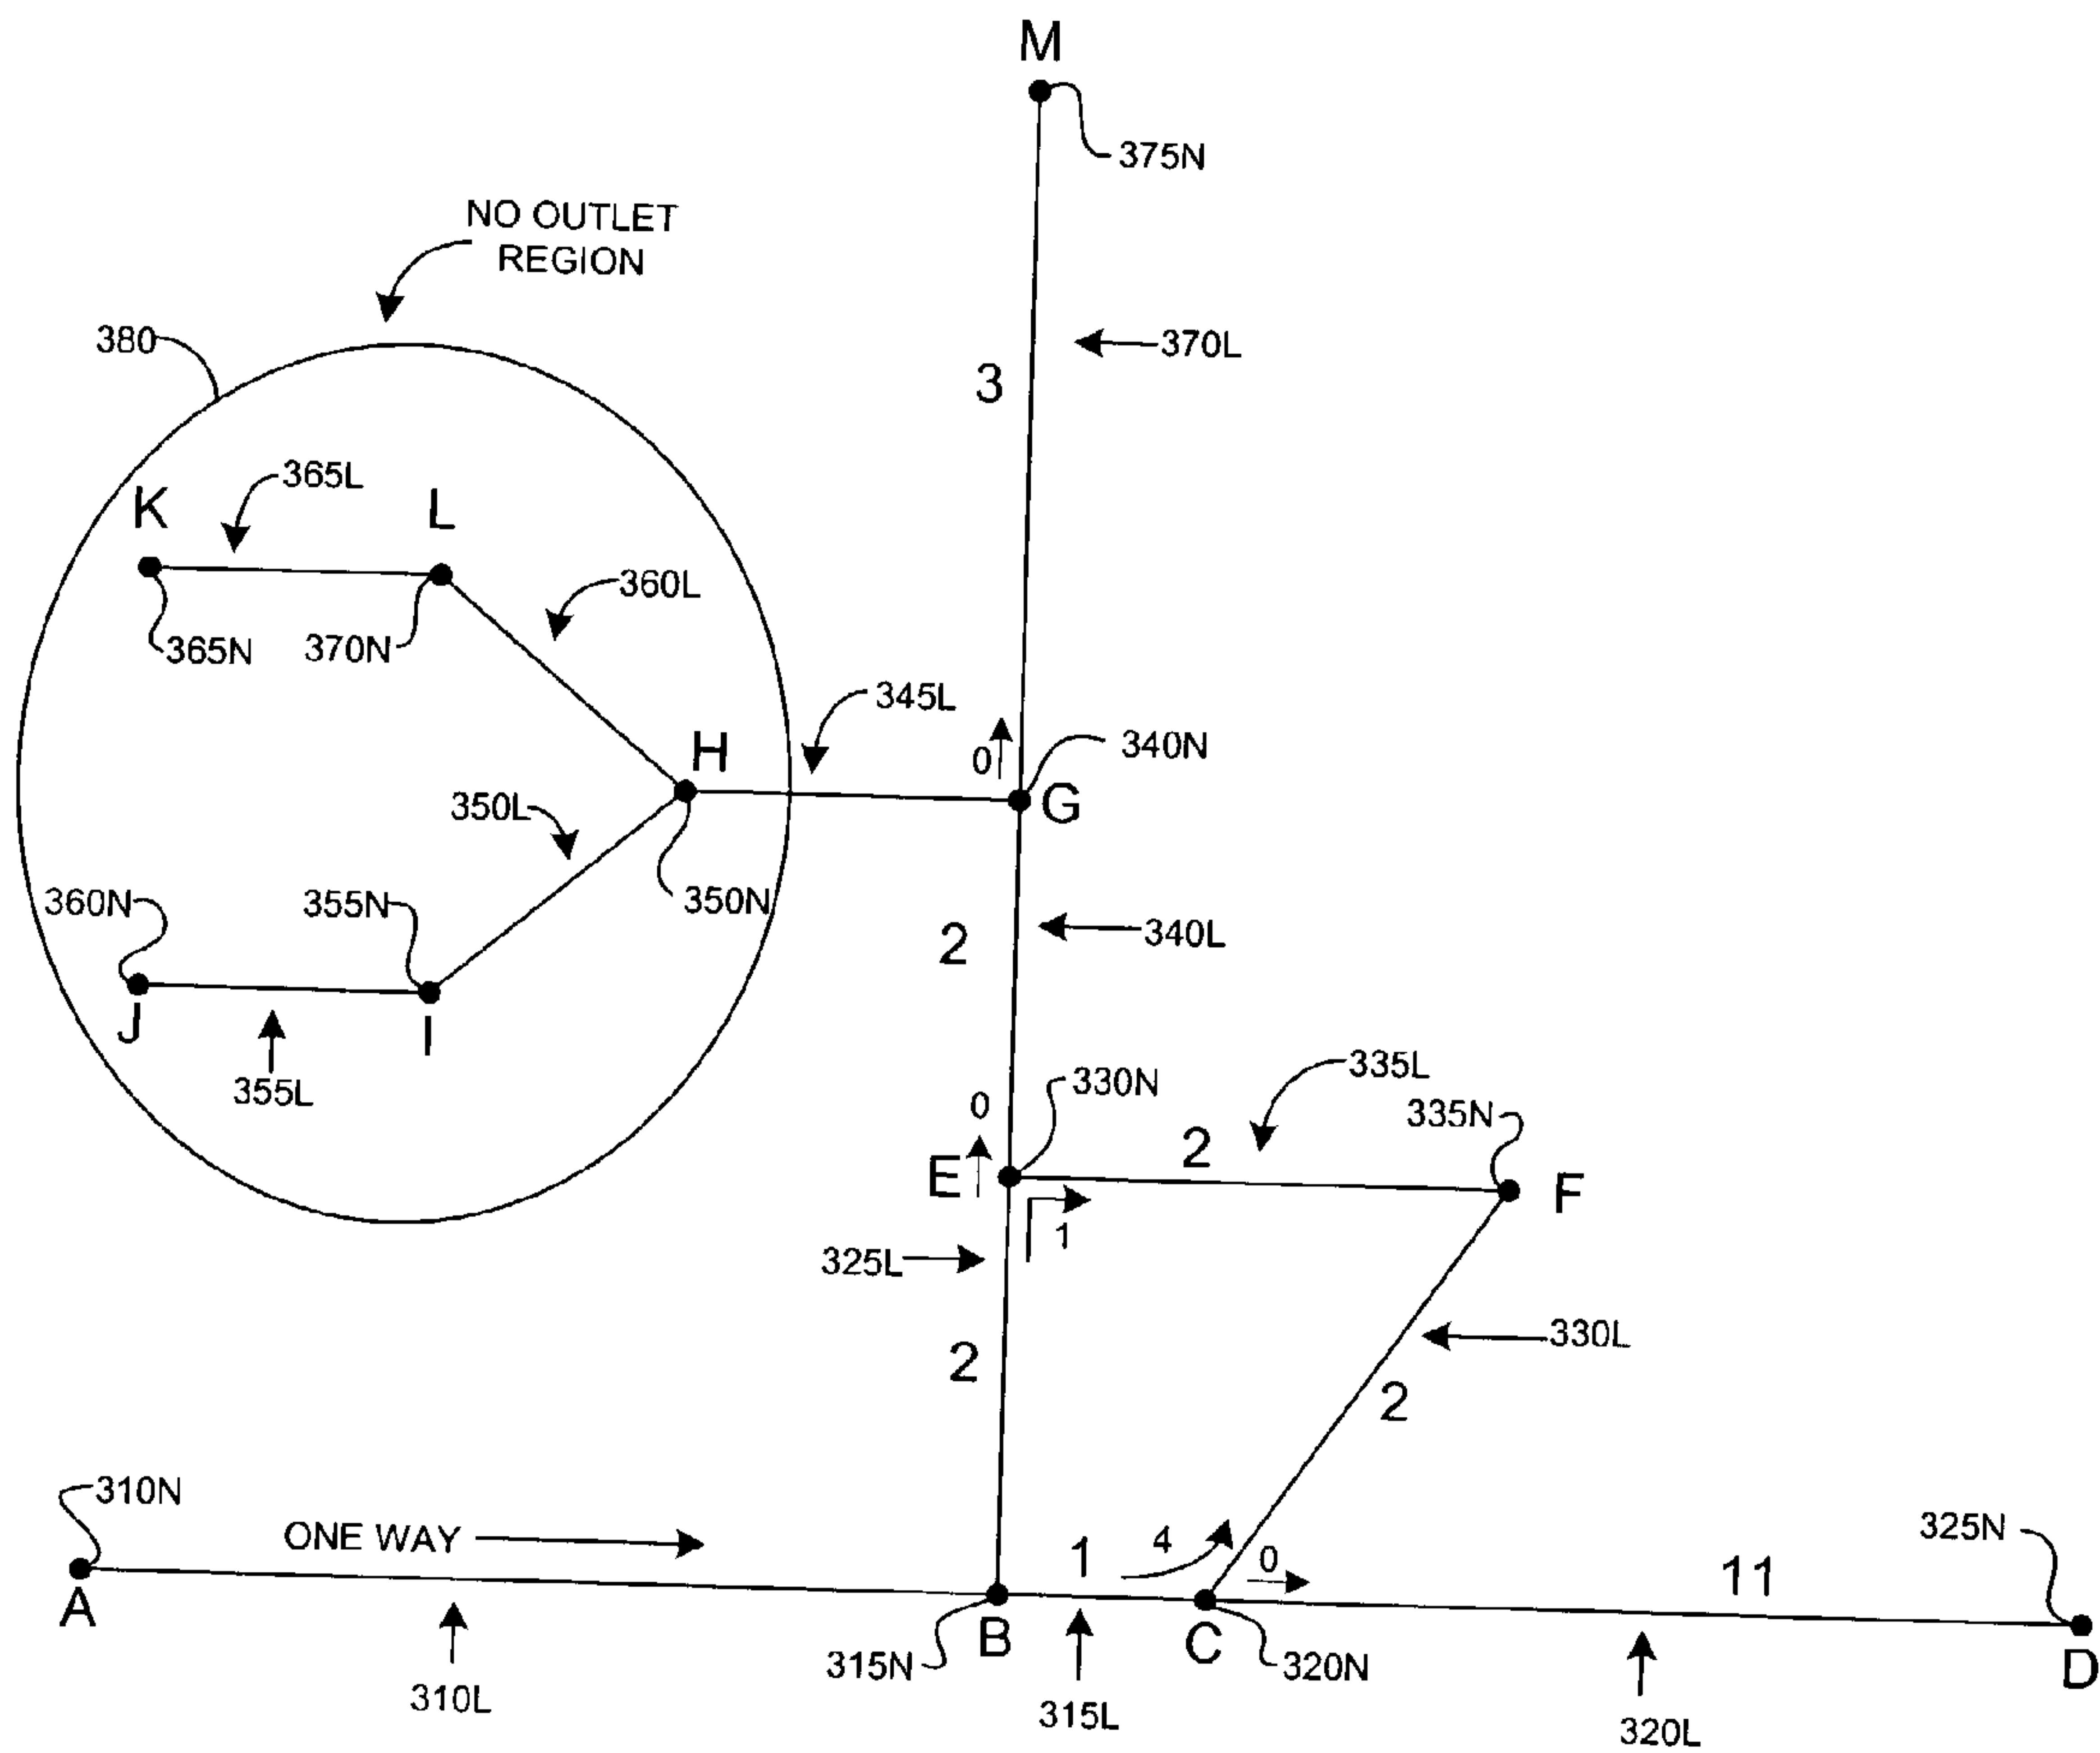 M
375N
NO OUTLET
REGION
380
370L
3
365L
K
L
360L
365N
370N
345L
H
0
340N
G
350L
360N
355N
350N
2
340L
J
I
355L
335L
0
330N
335N
2
E
F
1
325L
330L
2
2
310N
ONE WAY
4
325N
1
0
11
A
B
C
315N
320N
D
310L
315L
320L